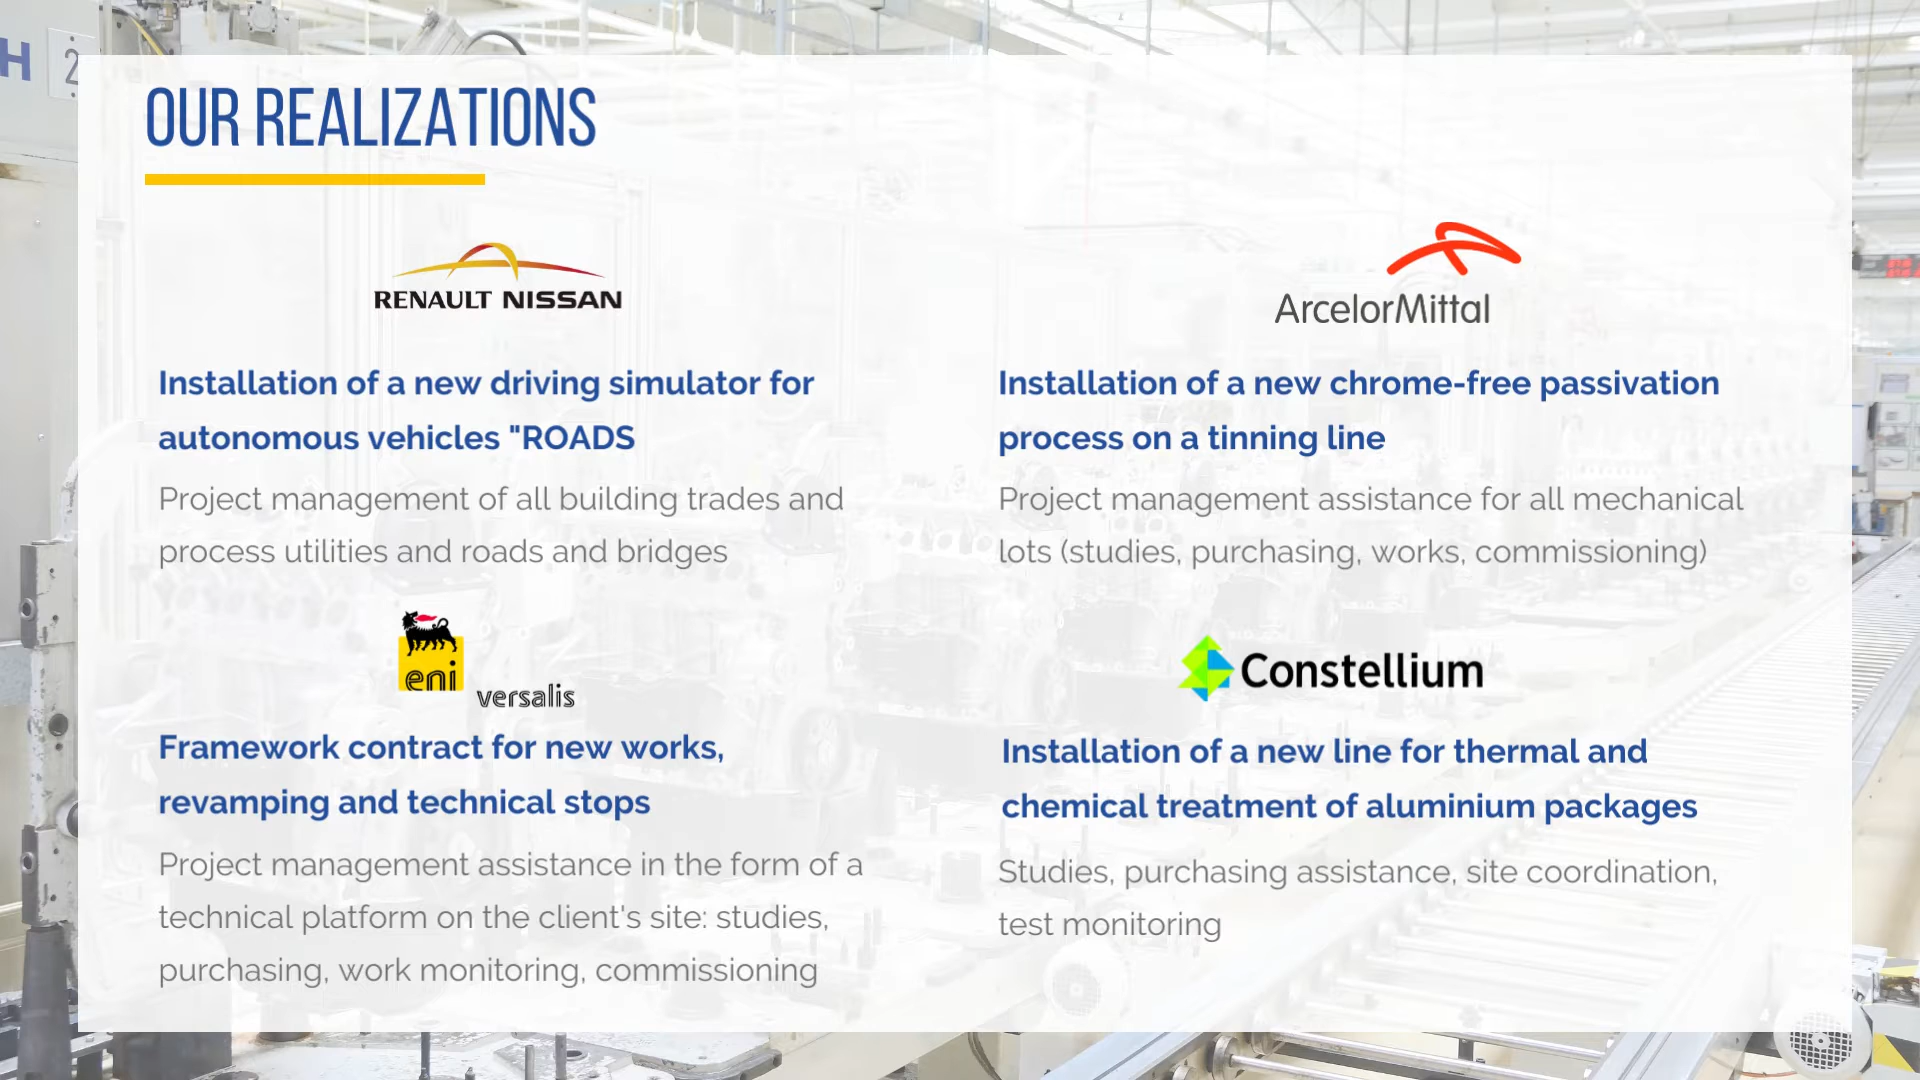 H 2
OUR REALIZATIONS
RENAULT NISSAN
Installation of a new driving simulator for
autonomous vehicles "ROADS
Project management of all building trades and
process utilities and roads and bridges
ArcelorMittal
Installation of a new chrome-free passivation
process on a tinning line
Project management assistance for all mechanical
lots (studies, purchasing, works, commissioning)
eni
versalis
Framework contract for new works,
revamping and technical stops
Project management assistance in the form of a
technical platform on the client's site: studies,
purchasing, work monitoring, commissioning
Constellium
Installation of a new line for thermal and
chemical treatment of aluminium packages
Studies, purchasing assistance, site coordination,
test monitoring